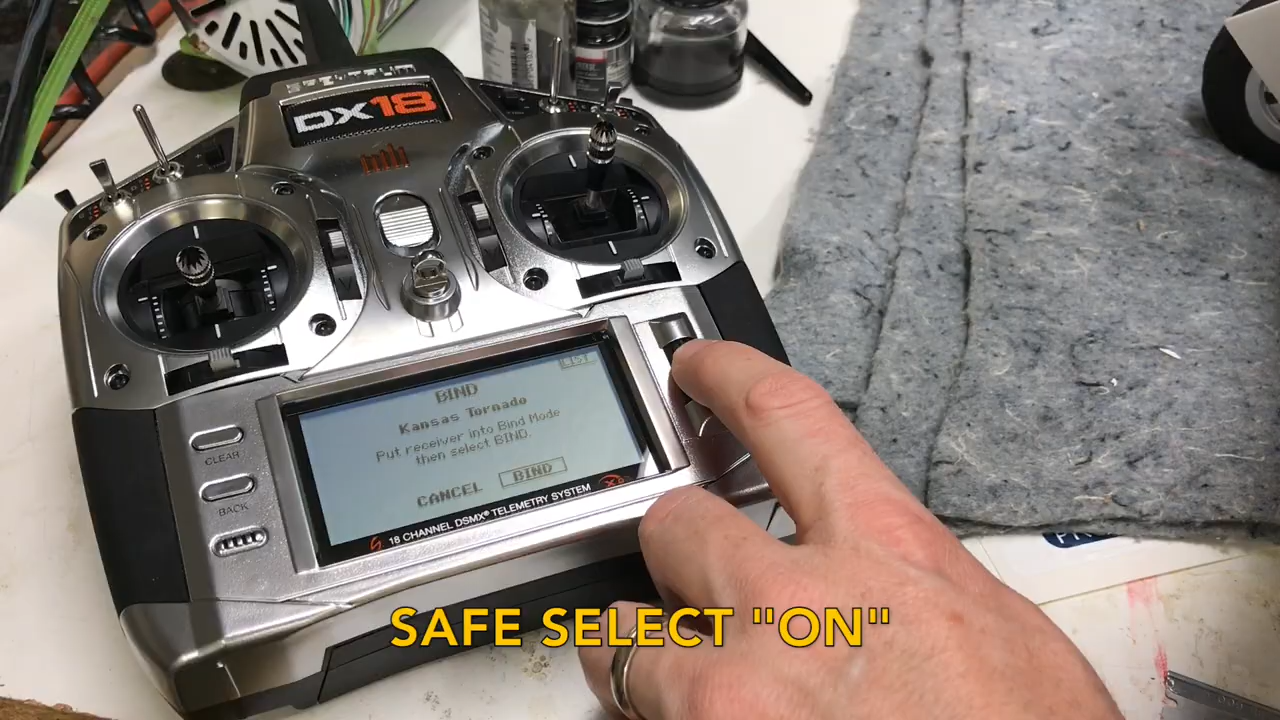 DX18
LIST
BIND
Kansas Tornado
Put receiver into Bind Mode
then select BIND.
CANCEL
BIND
CLEAR
BACK
18 CHANNEL DSMX® TELEMETRY SYSTEM
SAFE SELECT "ON"